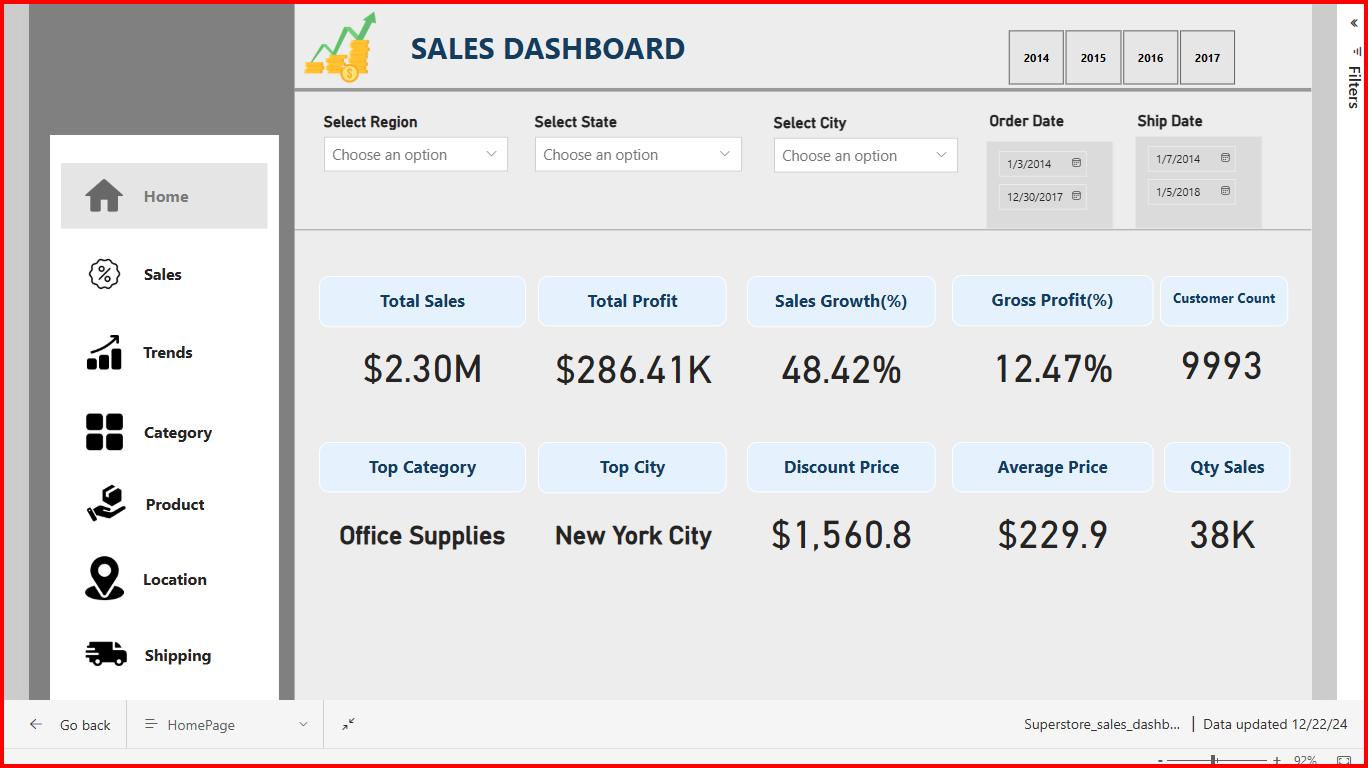 SALES DASHBOARD
2014 2015 2016 2017
Filters
Select Region
Choose an option
Select State
Choose an option
Select City
Choose an option
Order Date
1/3/2014
12/30/2017
Ship Date
1/7/2014
1/5/2018
Home
Sales
Trends
Category
Product
Location
Shipping
Total Sales
$2.30M
Total Profit
$286.41K
Sales Growth(%)
48.42%
Gross Profit(%)
12.47%
Customer Count
9993
Top Category
Office Supplies
Top City
New York City
Discount Price
$1,560.8
Average Price
$229.9
Qty Sales
38K
Go back
HomePage
Superstore_sales_dashb... | Data updated 12/22/24
- + 92%